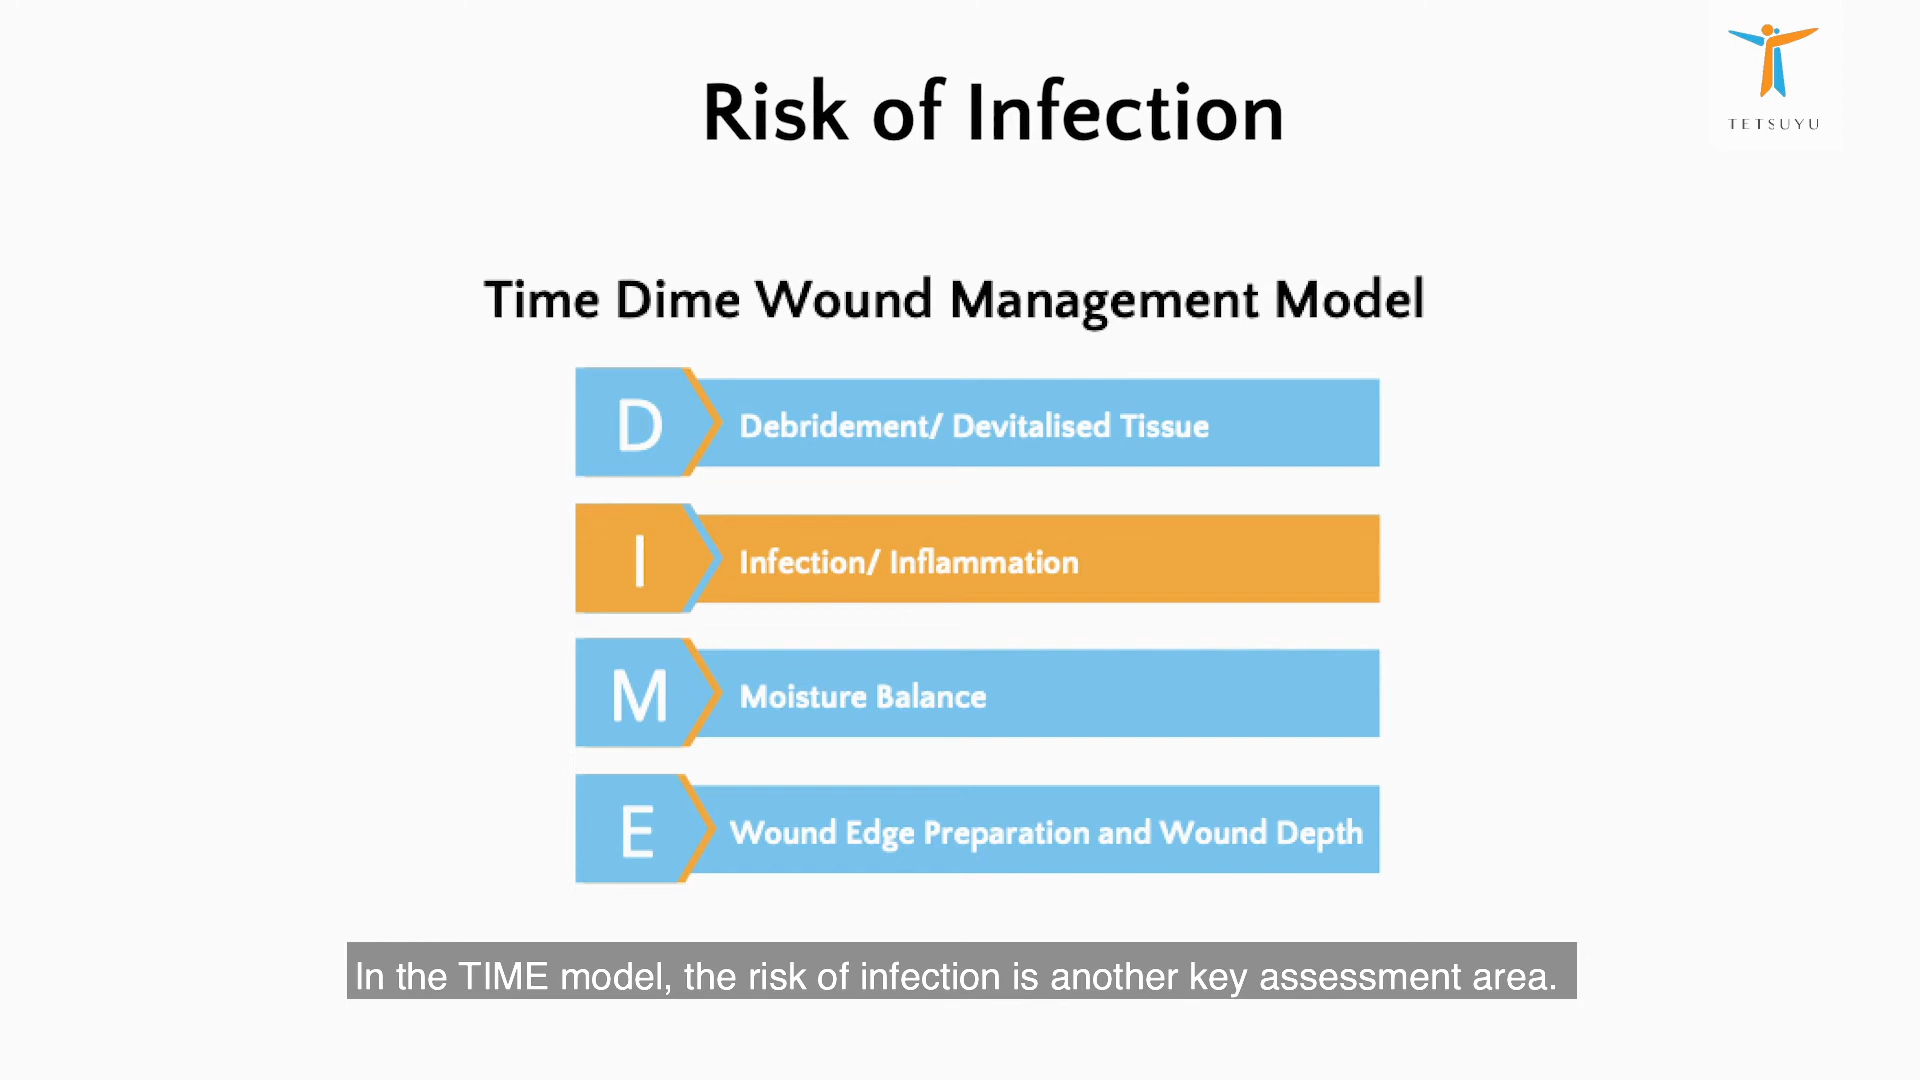 TETSUYU
Risk of Infection
Time Dime Wound Management Model
D
Debridement/ Devitalised Tissue
I
Infection/ Inflammation
M
Moisture Balance
E
Wound Edge Preparation and Wound Depth
In the TIME model, the risk of infection is another key assessment area.